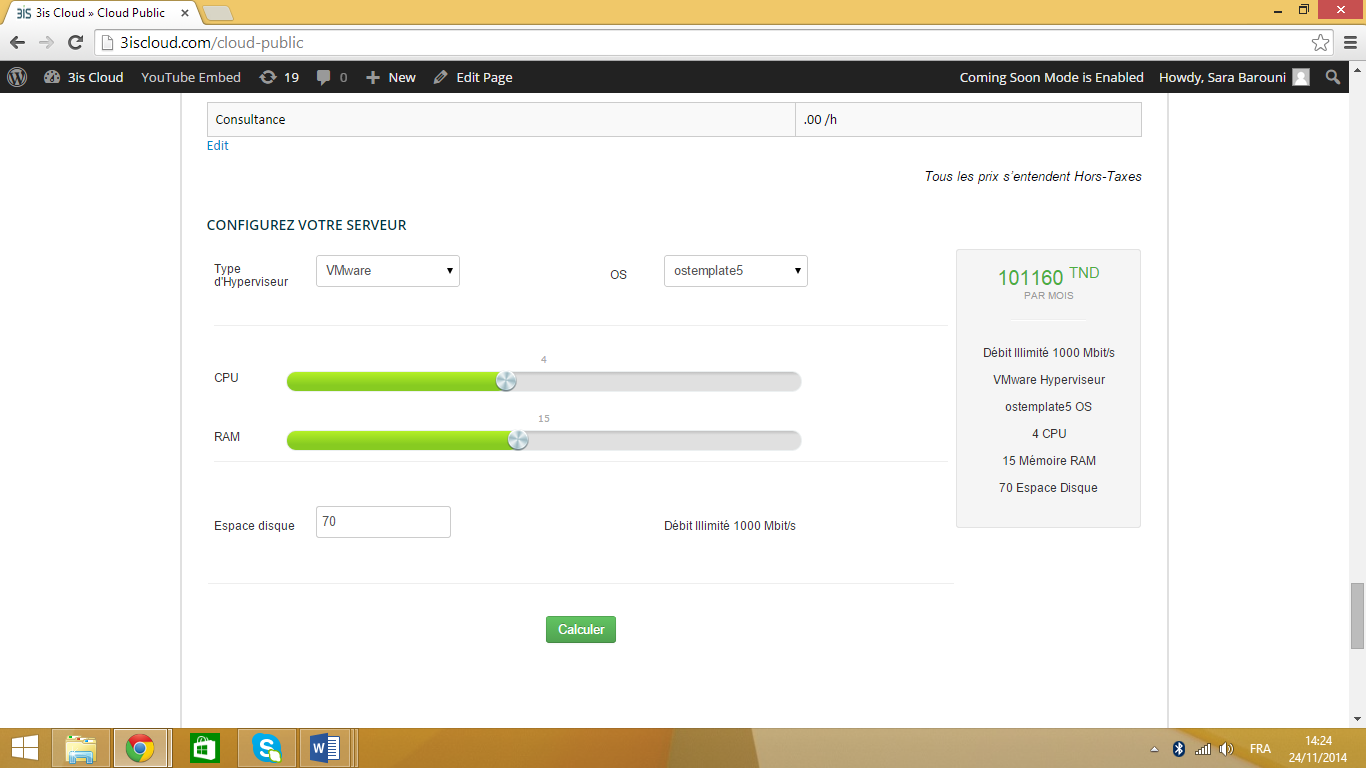 3is Cloud » Cloud Public
3iscloud.com/cloud-public
3is Cloud YouTube Embed 19 0 New Edit Page Coming Soon Mode is Enabled Howdy, Sara Barouni
Consultance .00 /h
Edit
Tous les prix s'entendent Hors-Taxes
CONFIGUREZ VOTRE SERVEUR
Type
d'Hyperviseur
VMware
OS
ostemplate5
4
CPU
15
RAM
Espace disque
70
Débit Illimité 1000 Mbit/s
Calculer
101160 TND
PAR MOIS
Débit Illimité 1000 Mbit/s
VMware Hyperviseur
ostemplate5 OS
4 CPU
15 Mémoire RAM
70 Espace Disque
FRA
14:24
24/11/2014